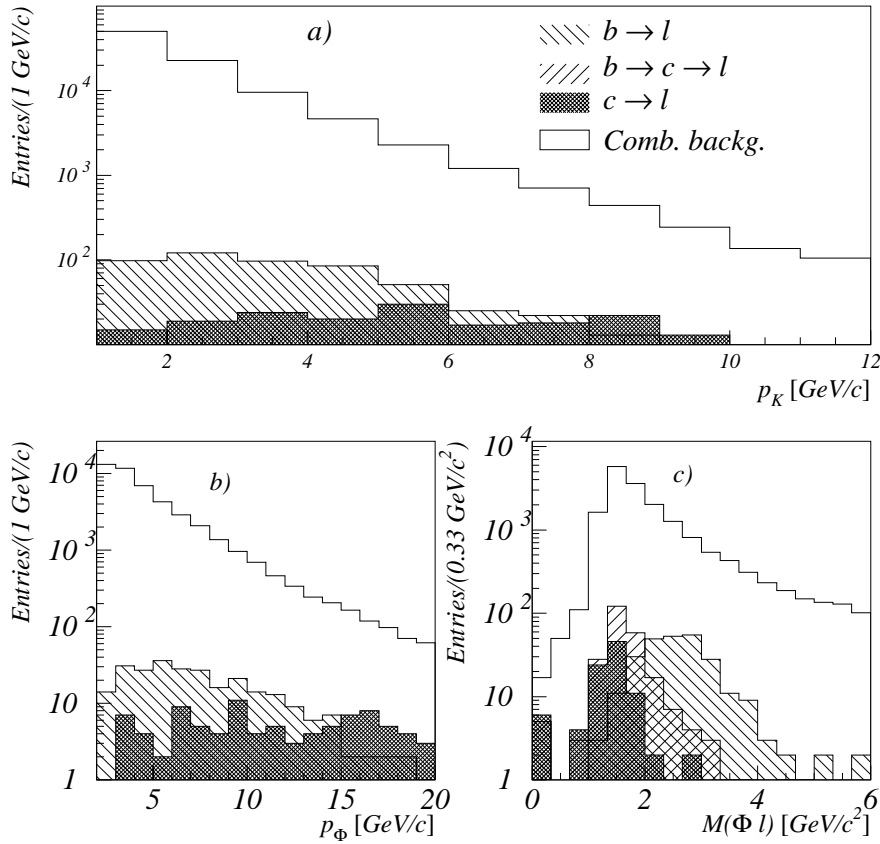 a)
b → l
b → c → l
c → l
Comb. backg.
Entries/(1 GeV/c)
10^4
10^3
10^2
2 4 6 8 10 12
p_K [GeV/c]
b)
Entries/(1 GeV/c)
10^4
10^3
10^2
10
1
5 10 15 20
p_Φ [GeV/c]
c)
Entries/(0.33 GeV/c^2)
10^4
10^3
10^2
10
1
0 2 4 6
M(Φ l) [GeV/c^2]